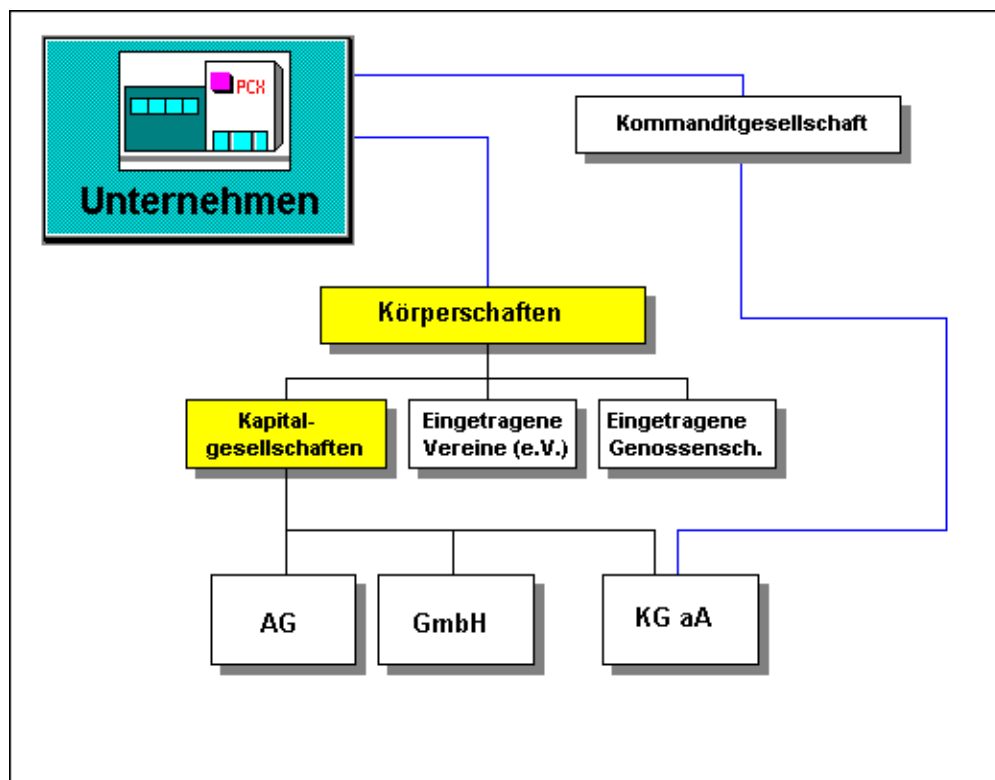 PCX
Unternehmen
Kommanditgesellschaft
Körperschaften
Kapital-
gesellschaften
Eingetragene
Vereine (e.V.)
Eingetragene
Genossensch.
AG
GmbH
KG aA